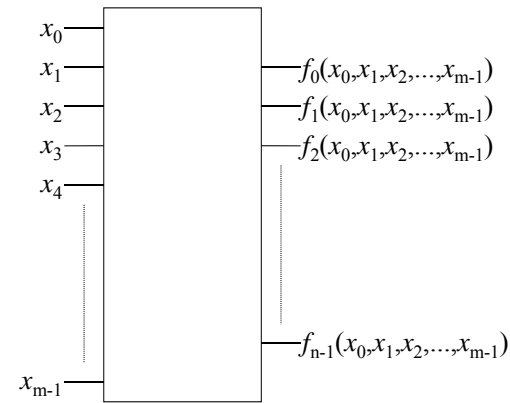 x₀
x₁ f₀(x₀,x₁,x₂,...,xₘ₋₁)
x₂ f₁(x₀,x₁,x₂,...,xₘ₋₁)
x₃ f₂(x₀,x₁,x₂,...,xₘ₋₁)
x₄
fₙ₋₁(x₀,x₁,x₂,...,xₘ₋₁)
xₘ₋₁